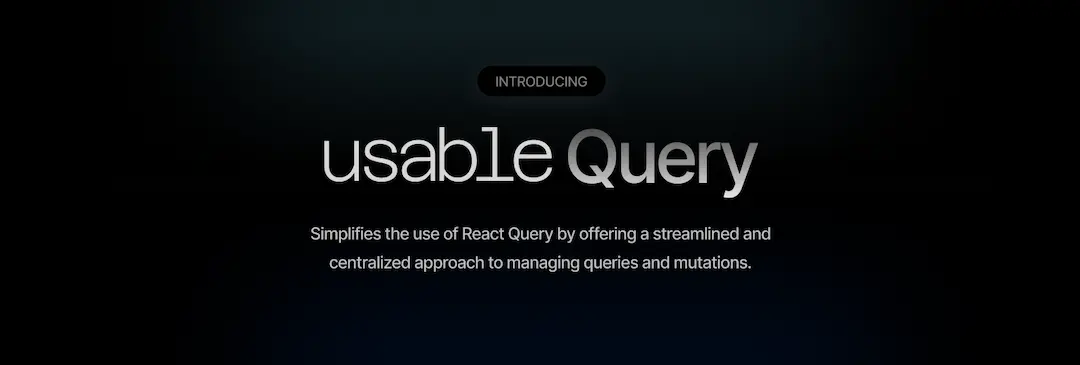 INTRODUCING
usable Query
Simplifies the use of React Query by offering a streamlined and
centralized approach to managing queries and mutations.